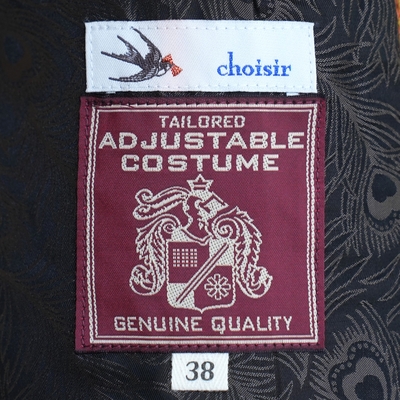 choisir
TAILORED
ADJUSTABLE
COSTUME
GENUINE QUALITY
38